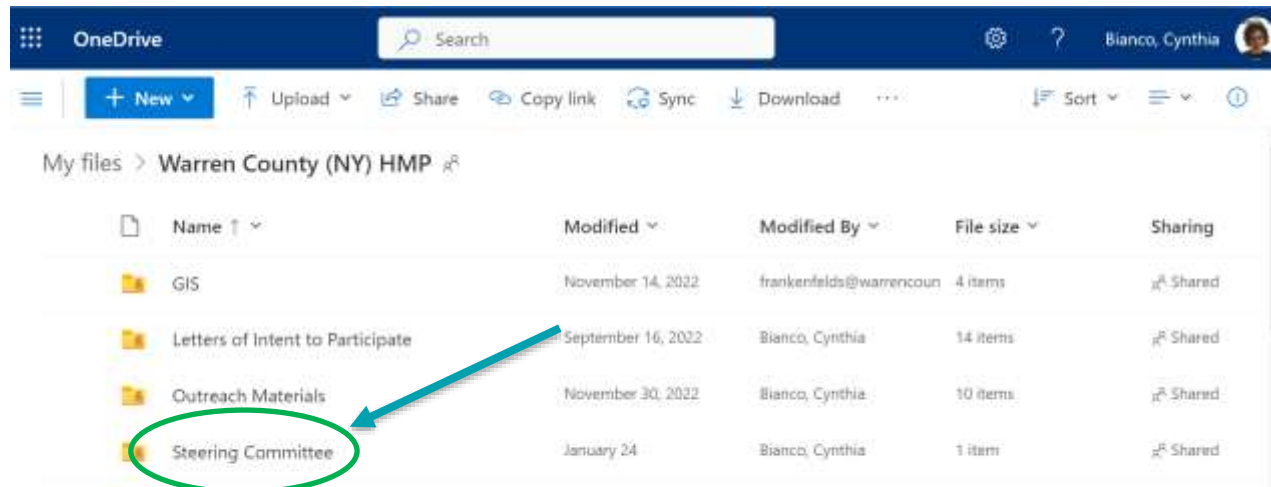 OneDrive Search ? Bianco, Cynthia
+ New Upload Share Copy link Sync Download ... Sort
My files > Warren County (NY) HMP
Name ↑ Modified Modified By File size Sharing
GIS November 14, 2022 frankenfelds@warrencoun 4 items Shared
Letters of Intent to Participate September 16, 2022 Bianco, Cynthia 14 items Shared
Outreach Materials November 30, 2022 Bianco, Cynthia 10 items Shared
Steering Committee January 24 Bianco, Cynthia 1 item Shared